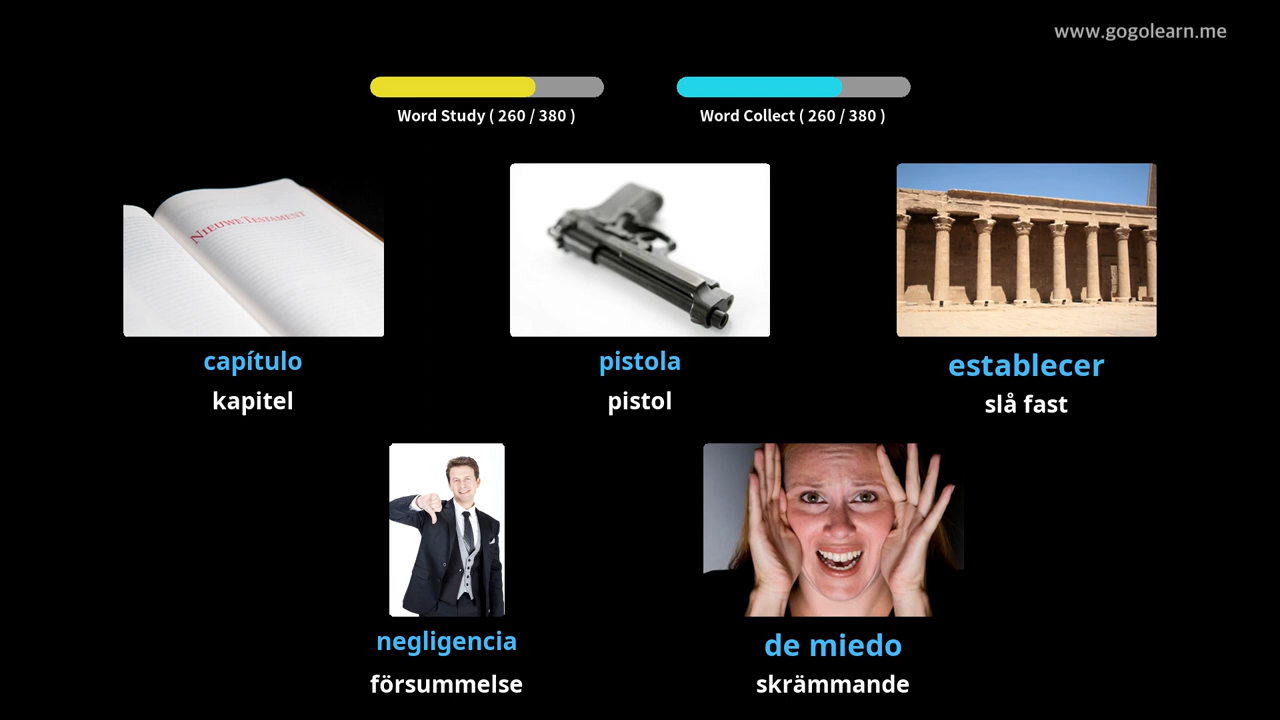 www.gogolearn.me
Word Study ( 260 / 380 )
Word Collect ( 260 / 380 )
NIEUWE TESTAMENT
capítulo
kapitel
pistola
pistol
establecer
slå fast
negligencia
försummelse
de miedo
skrämmande